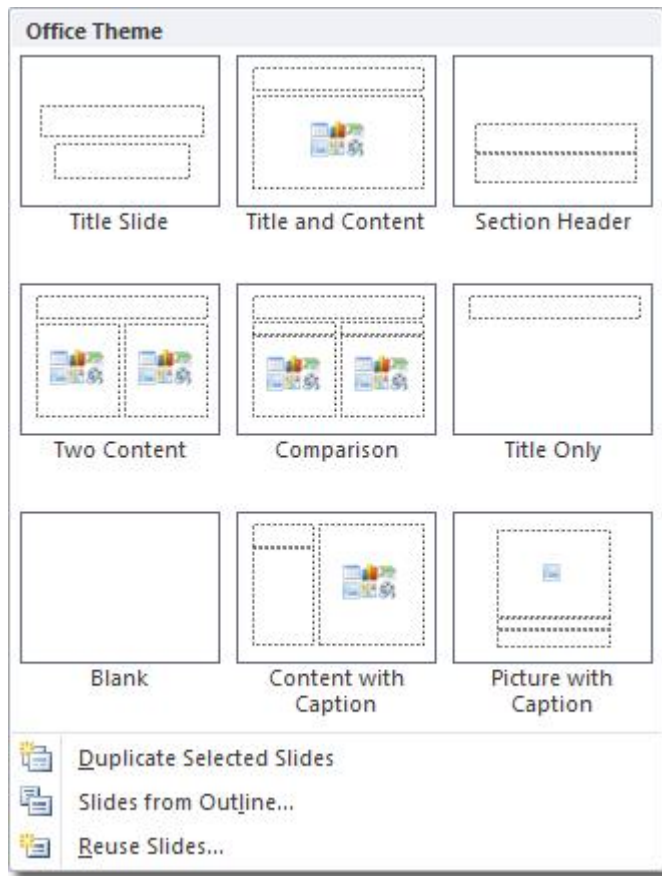 Office Theme
Title Slide
Title and Content
Section Header
Two Content
Comparison
Title Only
Blank
Content with
Caption
Picture with
Caption
Duplicate Selected Slides
Slides from Outline...
Reuse Slides...